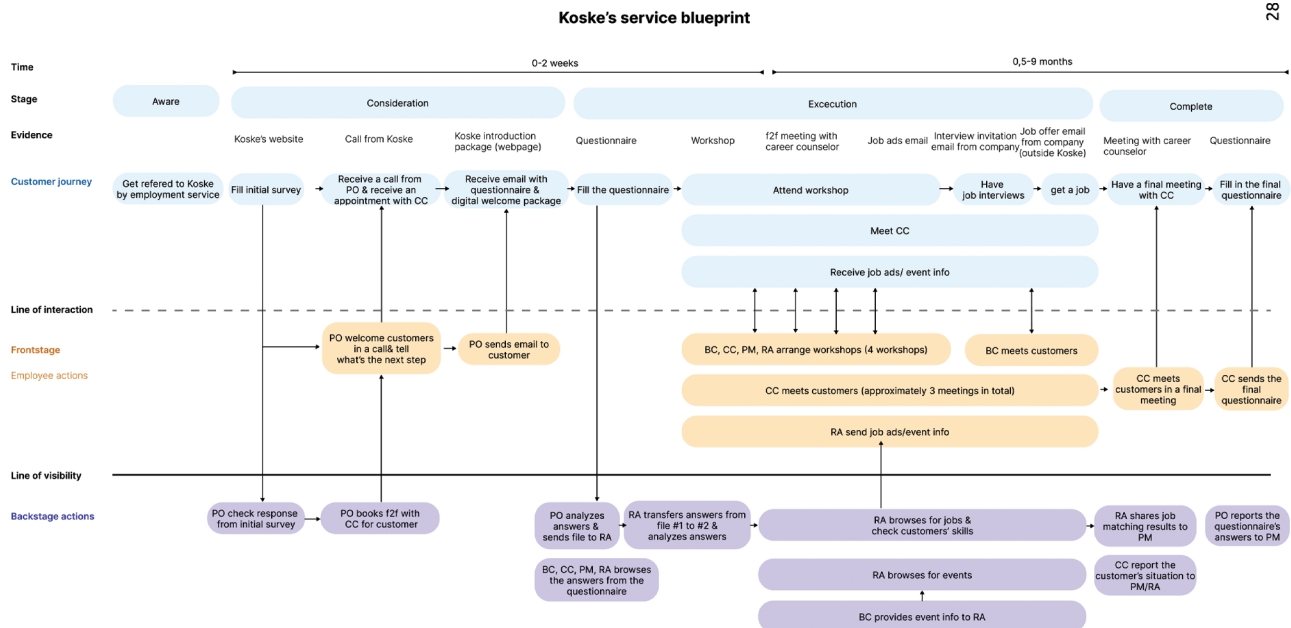 Koske's service blueprint
28
Time
0-2 weeks
0,5-9 months
Stage
Aware
Consideration
Excecution
Complete
Evidence
Koske's website
Call from Koske
Koske introduction
package (webpage)
Questionnaire
Workshop
f2f meeting with
career counselor
Job ads email
Interview invitation
email from company
Job offer email
from company
(outside Koske)
Meeting with career
counselor
Questionnaire
Customer journey
Get refered to Koske
by employment service
Fill initial survey
Receive a call from
PO & receive an
appointment with CC
Receive email with
questionnaire &
digital welcome package
Fill the questionnaire
Attend workshop
Have
job interviews
get a job
Have a final meeting
with CC
Fill in the final
questionnaire
Meet CC
Receive job ads/ event info
Line of interaction
Frontstage
Employee actions
PO welcome customers
in a call& tell
what's the next step
PO sends email to
customer
BC, CC, PM, RA arrange workshops (4 workshops)
BC meets customers
CC meets customers (approximately 3 meetings in total)
CC meets
customers in a final
meeting
CC sends the
final
questionnaire
RA send job ads/event info
Line of visibility
Backstage actions
PO check response
from initial survey
PO books f2f with
CC for customer
PO analyzes
answers &
sends file to RA
RA transfers answers from
file #1 to #2 &
analyzes answers
RA browses for jobs &
check customers' skills
RA shares job
matching results to
PM
PO reports the
questionnaire's
answers to PM
BC, CC, PM, RA browses
the answers from the
questionnaire
RA browses for events
CC report the
customer's situation to
PM/RA
BC provides event info to RA